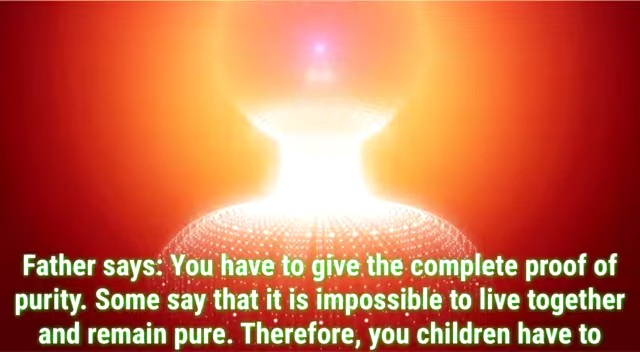 Father says: You have to give the complete proof of
purity. Some say that it is impossible to live together
and remain pure. Therefore, you children have to